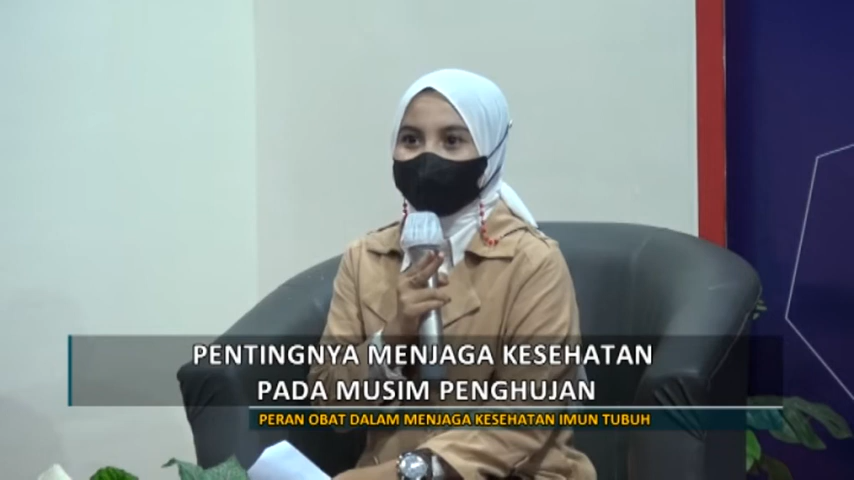 PENTINGNYA MENJAGA KESEHATAN
PADA MUSIM PENGHUJAN
PERAN OBAT DALAM MENJAGA KESEHATAN IMUN TUBUH